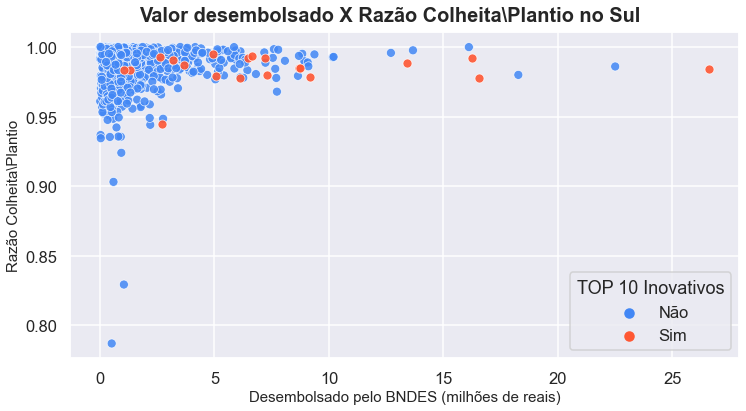 Valor desembolsado X Razão Colheita\Plantio no Sul
Razão Colheita\Plantio
1.00
0.95
0.90
0.85
0.80
TOP 10 Inovativos
Não
Sim
0 5 10 15 20 25
Desembolsado pelo BNDES (milhões de reais)